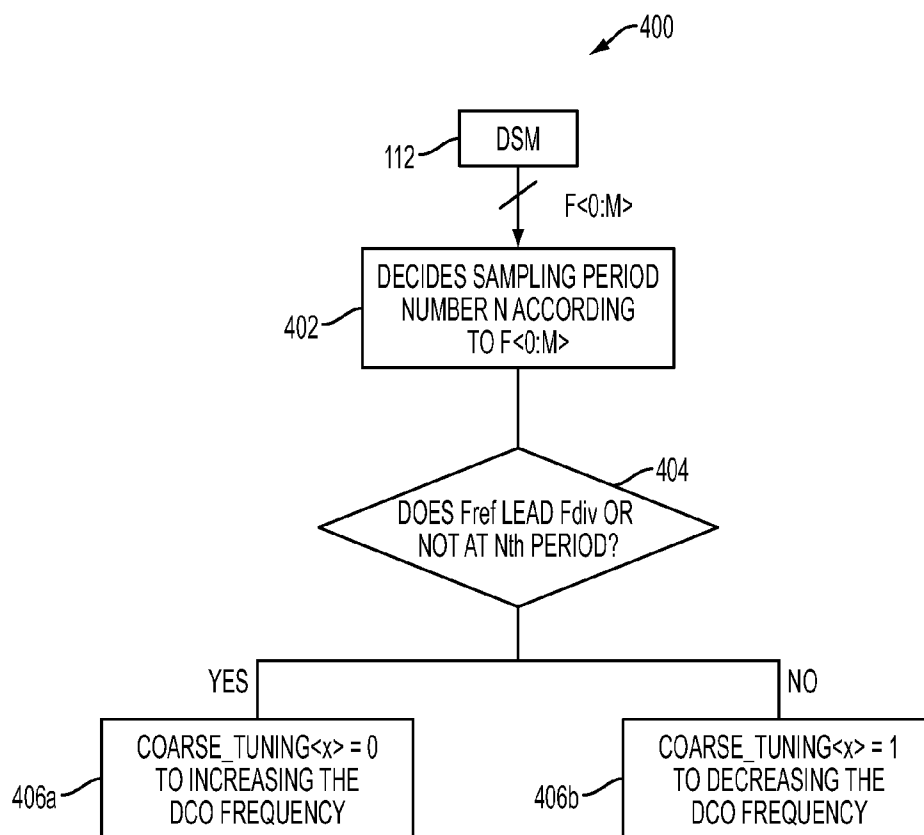 400
DSM
112
F<0:M>
DECIDES SAMPLING PERIOD
NUMBER N ACCORDING
TO F<0:M>
402
404
DOES Fref LEAD Fdiv OR
NOT AT Nth PERIOD?
YES
NO
COARSE_TUNING<x> = 0
TO INCREASING THE
DCO FREQUENCY
406a
COARSE_TUNING<x> = 1
TO DECREASING THE
DCO FREQUENCY
406b